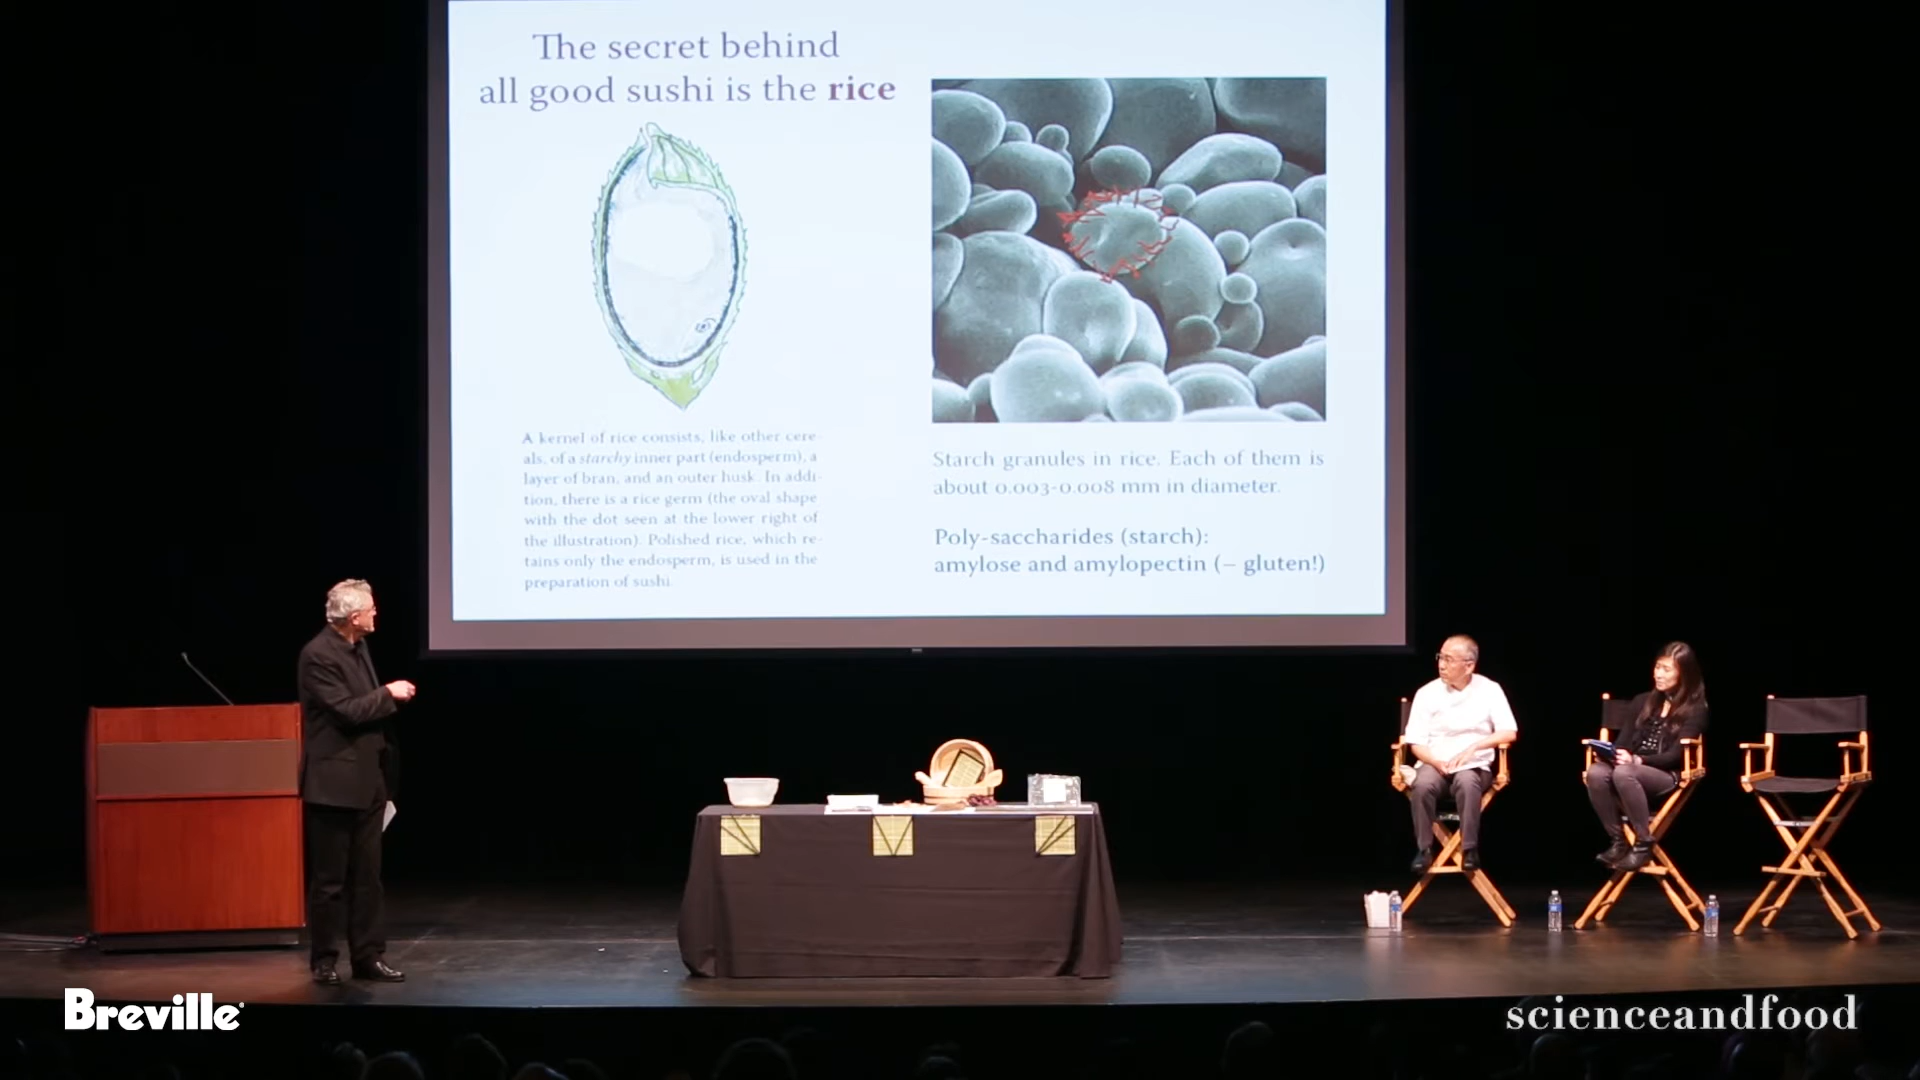 The secret behind
all good sushi is the rice
A kernel of rice consists, like other cere-
als, of a starchy inner part (endosperm), a
layer of bran, and an outer husk. In addi-
tion, there is a rice germ (the oval shape
with the dot seen at the lower right of
the illustration). Polished rice, which re-
tains only the endosperm, is used in the
preparation of sushi.
Starch granules in rice. Each of them is
about 0.003-0.008 mm in diameter.
Poly-saccharides (starch):
amylose and amylopectin (– gluten!)
Breville
scienceandfood